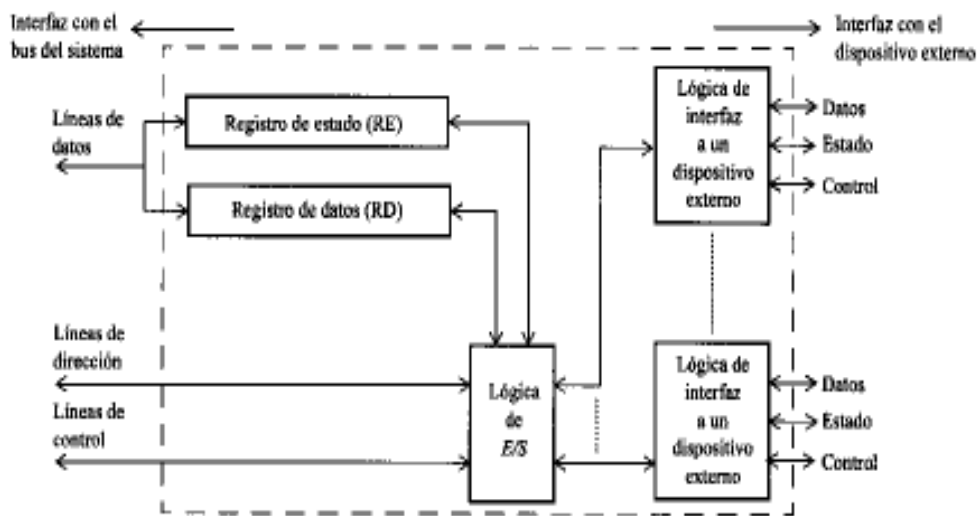 Interfaz con el
bus del sistema
Interfaz con el
dispositivo externo
Líneas de
datos
Registro de estado (RE)
Registro de datos (RD)
Lógica de
interfaz
a un
dispositivo
externo
Datos
Estado
Control
Líneas de
dirección
Líneas de
control
Lógica
de
E/S
Lógica de
interfaz
a un
dispositivo
externo
Datos
Estado
Control